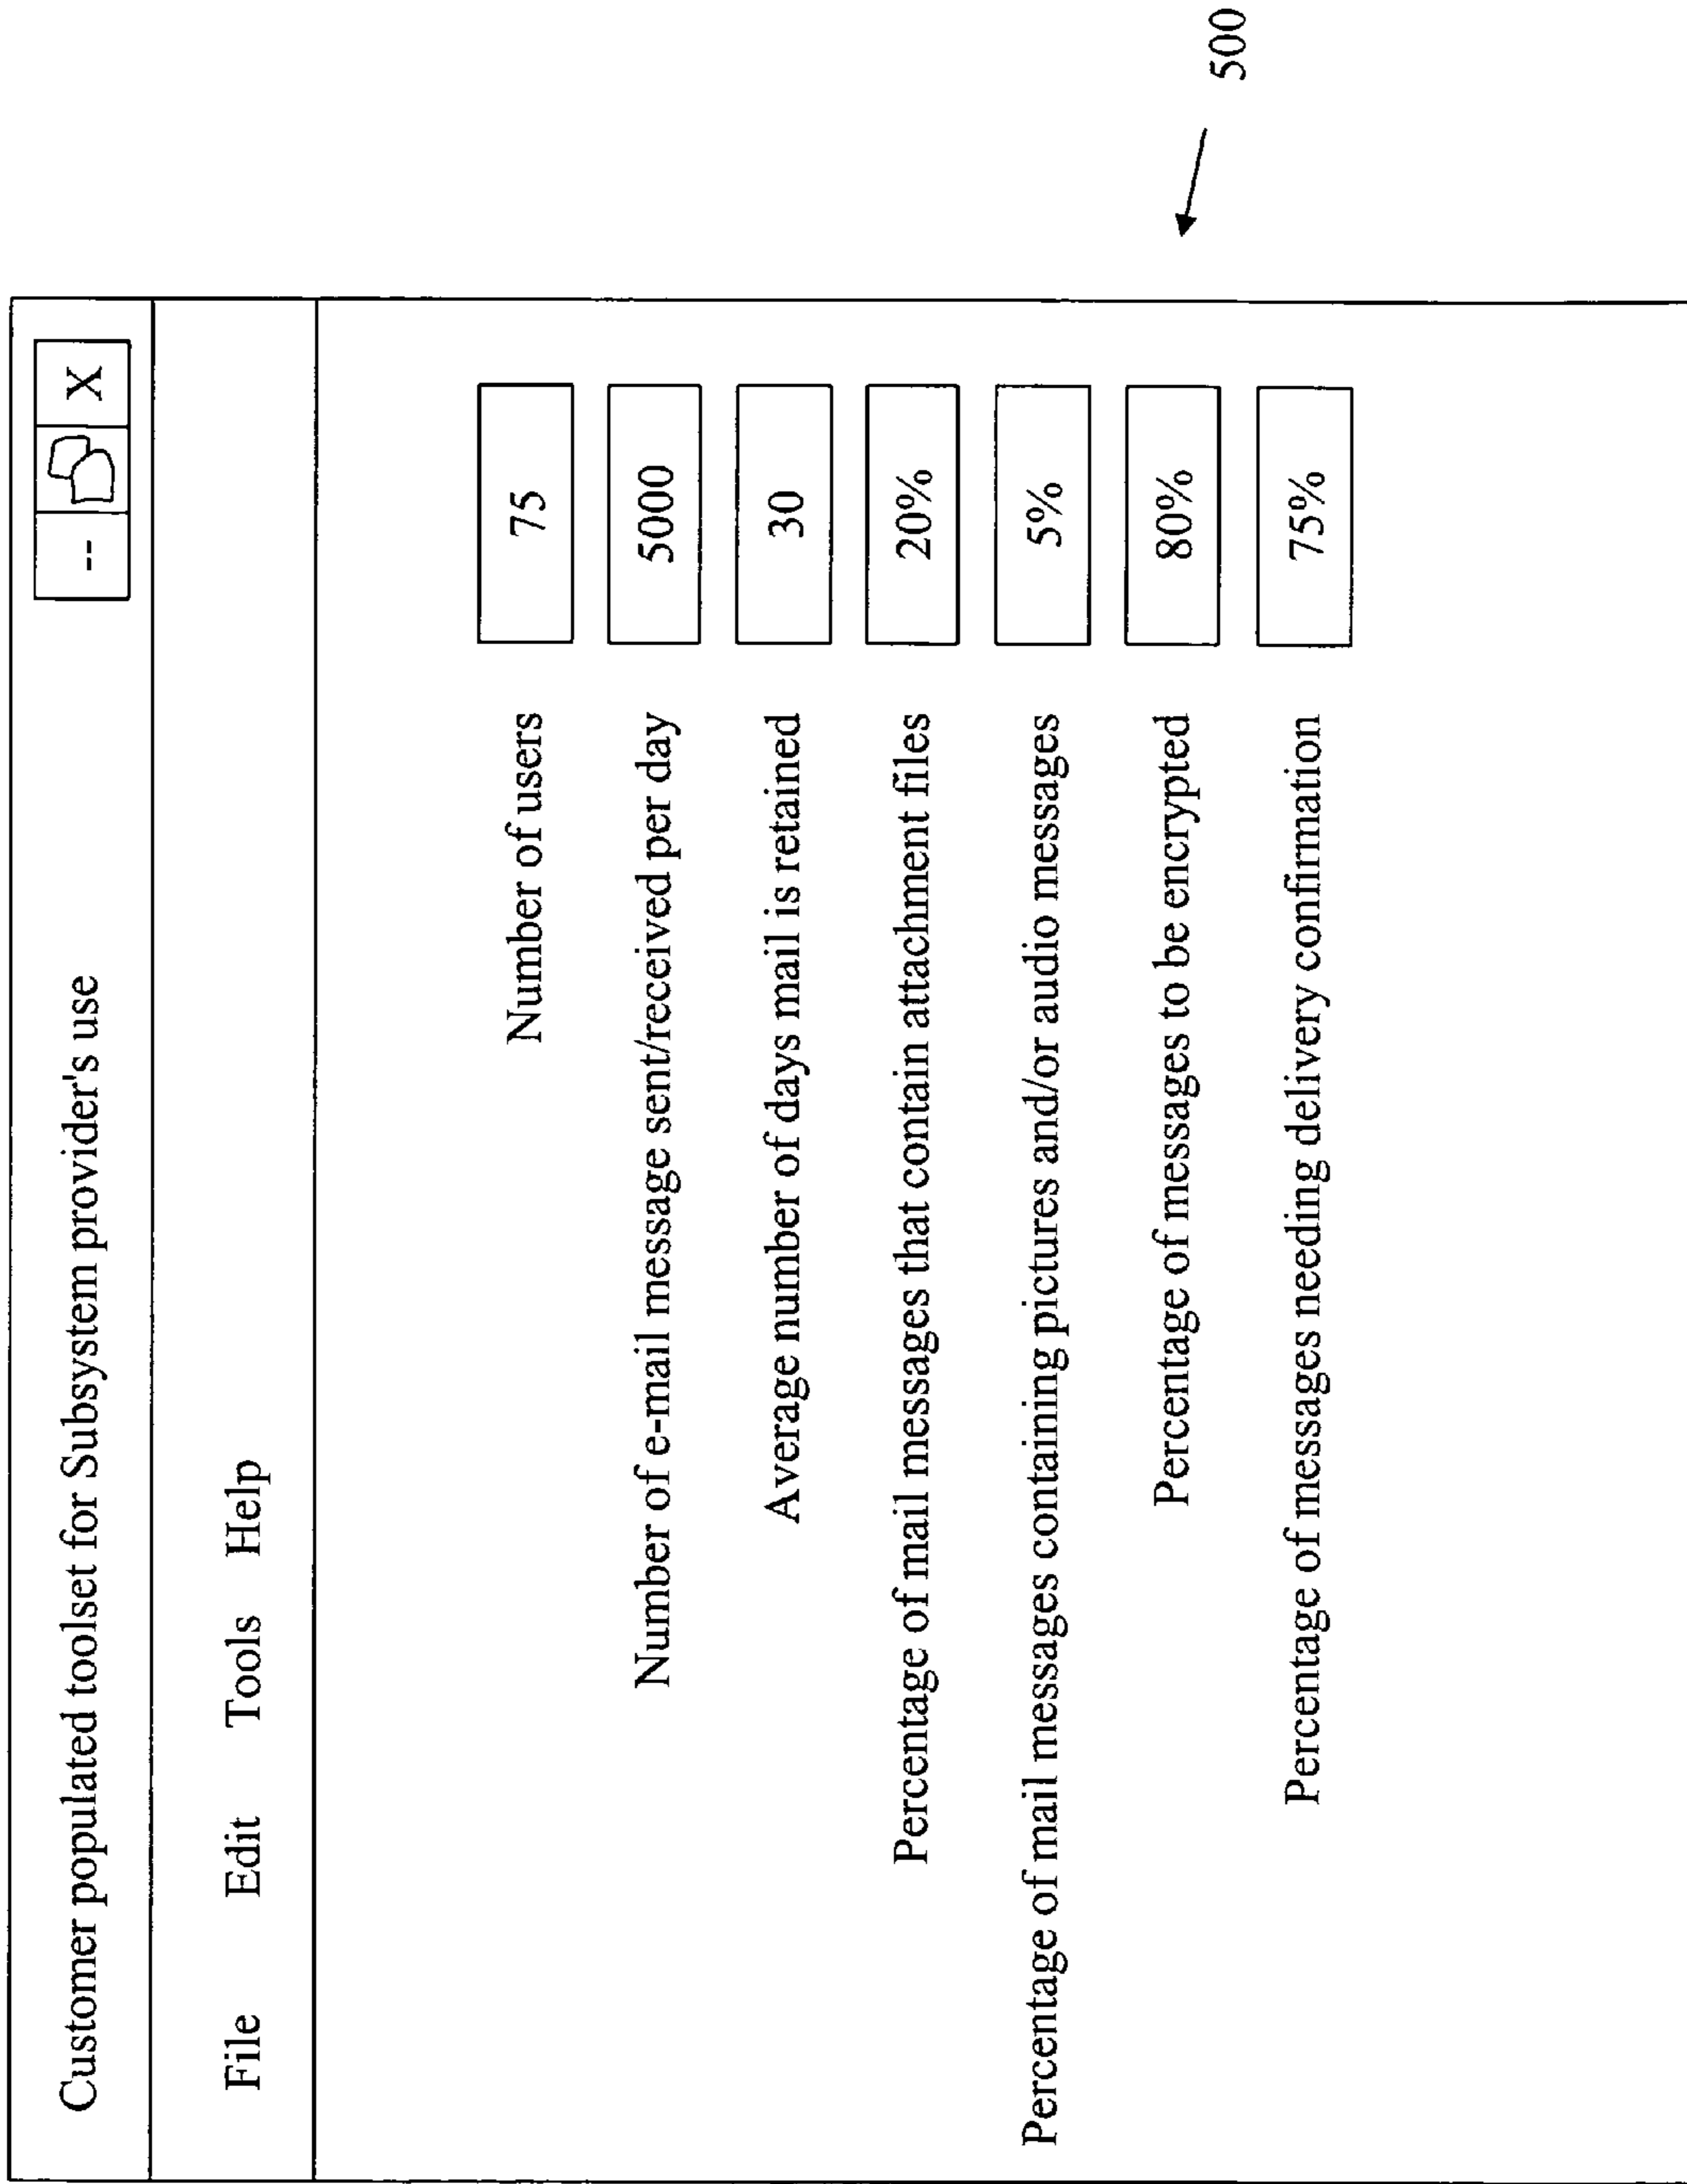 Customer populated toolset for Subsystem provider's use -- X
File Edit Tools Help
Number of users 75
Number of e-mail message sent/received per day 5000
Average number of days mail is retained 30
Percentage of mail messages that contain attachment files 20%
Percentage of mail messages containing pictures and/or audio messages 5%
Percentage of messages to be encrypted 80%
Percentage of messages needing delivery confirmation 75%
500